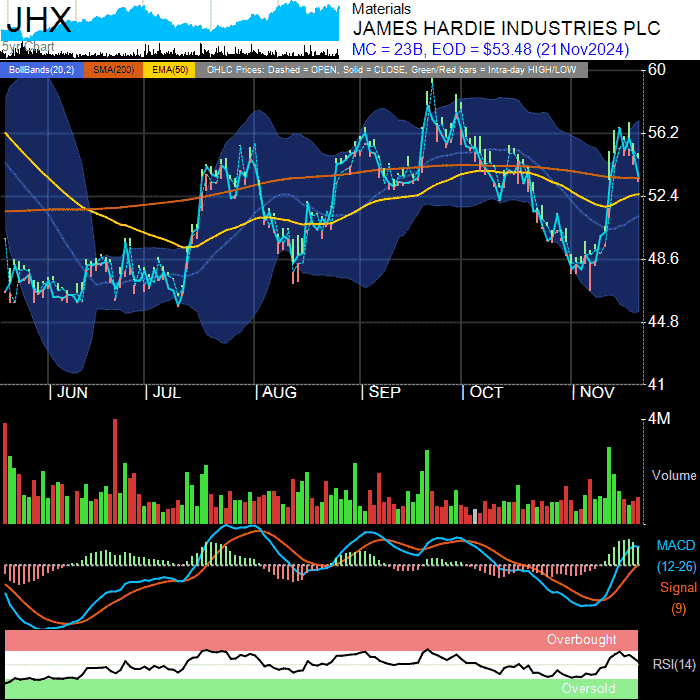 JHX
Materials
JAMES HARDIE INDUSTRIES PLC
MC = 23B, EOD = $53.48 (21Nov2024)
BollBands(20,2) SMA(200) EMA(50) OHLC Prices: Dashed = OPEN, Solid = CLOSE, Green/Red bars = Intra-day HIGH/LOW
60
56.2
52.4
48.6
44.8
41
JUN JUL AUG SEP OCT NOV
4M
Volume
MACD
(12-26)
Signal
(9)
Overbought
RSI(14)
Oversold